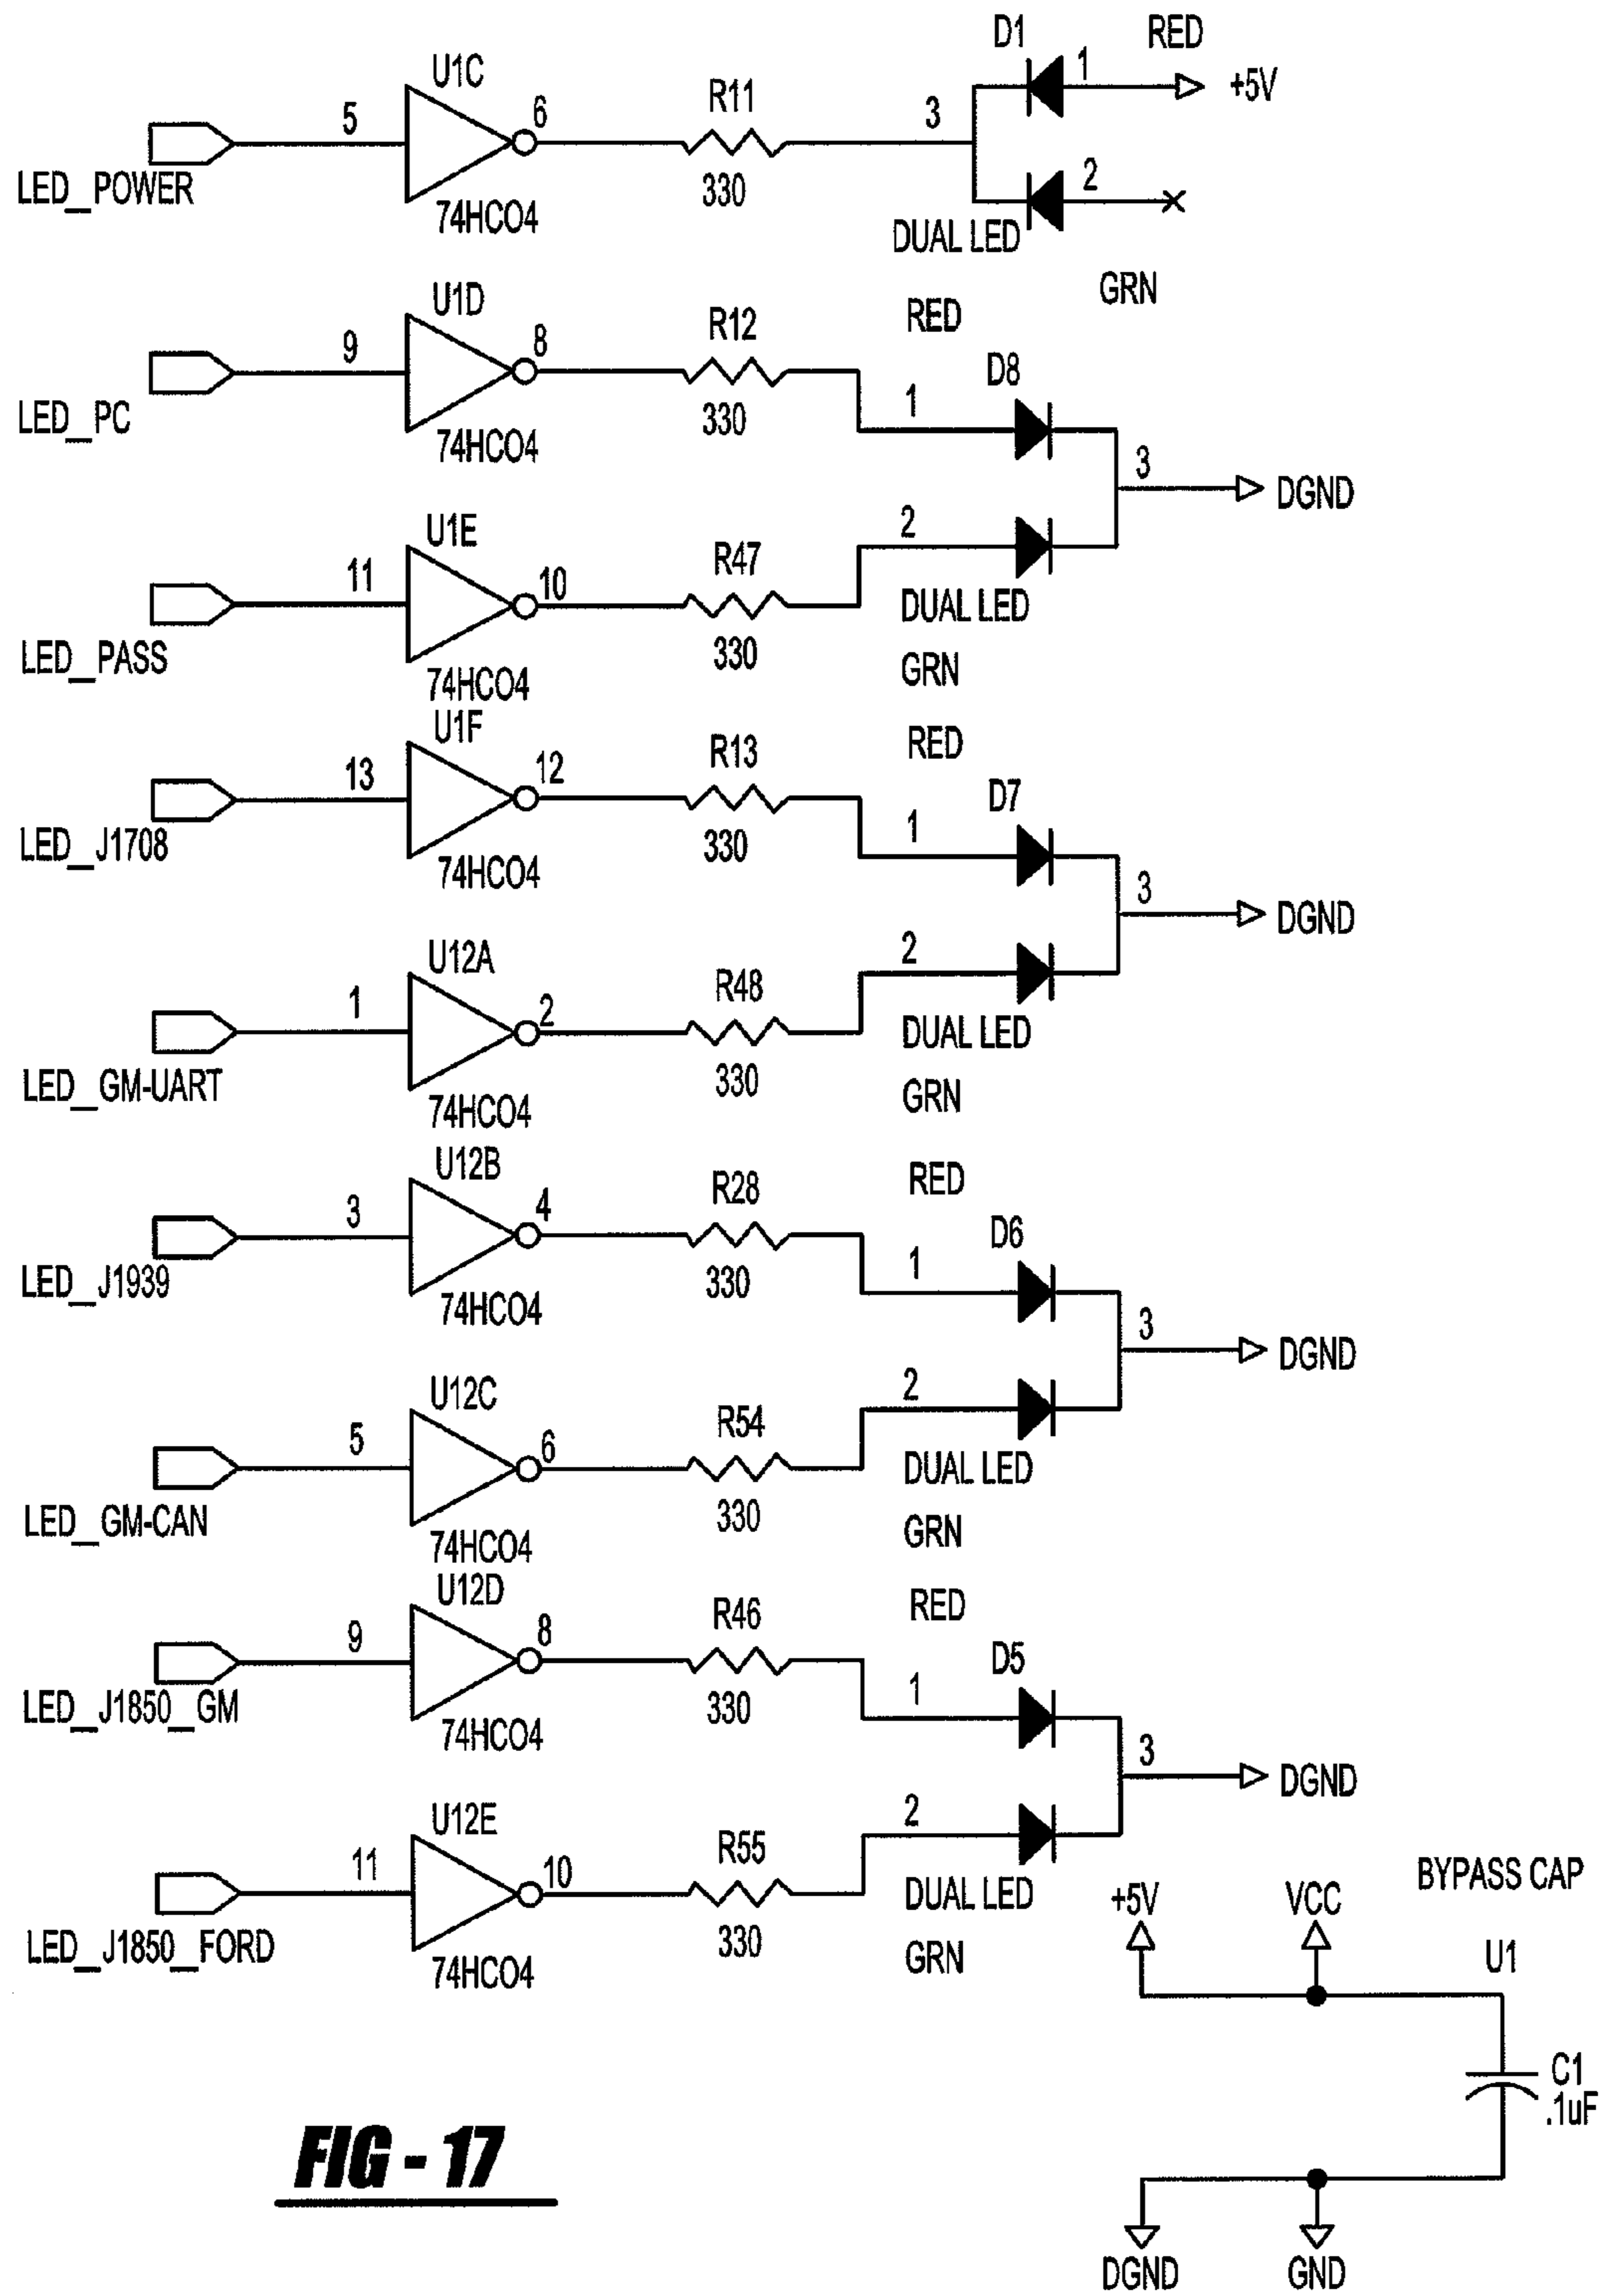 D1 RED
U1C 1 +5V
5 6 R11 3
LED_POWER 330 2
74HCO4 DUAL LED
GRN
U1D RED
9 8 R12 D8
1
LED_PC 330
74HCO4 3 DGND
U1E 2
11 10 R47
DUAL LED
LED_PASS 330 GRN
74HCO4
U1F RED
13 12 R13 D7
1
LED_J1708 330
74HCO4 3 DGND
U12A 2
1 2 R48
DUAL LED
LED_GM-UART 330 GRN
74HCO4
U12B RED
3 4 R28 D6
1
LED_J1939 330
74HCO4 3 DGND
U12C 2
5 6 R54
DUAL LED
LED_GM-CAN 330 GRN
74HCO4
U12D RED
9 8 R46 D5
1
LED_J1850_GM 330
74HCO4 3 DGND
U12E 2
11 10 R55
DUAL LED
LED_J1850_FORD 330 GRN
74HCO4
BYPASS CAP
+5V VCC
U1
C1
.1uF
DGND GND
FIG - 17